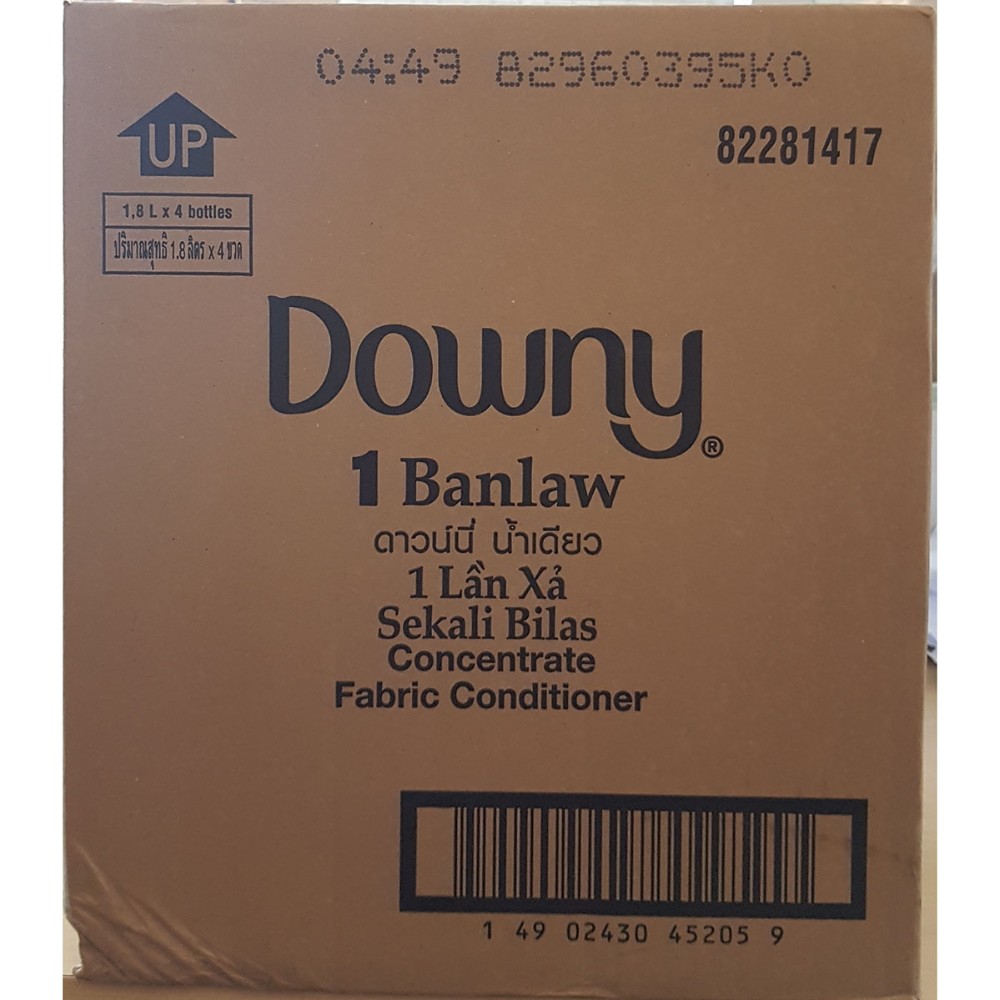 04:49 82960395K0
UP
82281417
1,8 L x 4 bottles
ปริมาณสุทธิ 1.8 ลิตร x 4 ขวด
Downy®
1 Banlaw
ดาวน์นี่ น้ำเดียว
1 Lần Xả
Sekali Bilas
Concentrate
Fabric Conditioner
1 49 02430 45205 9